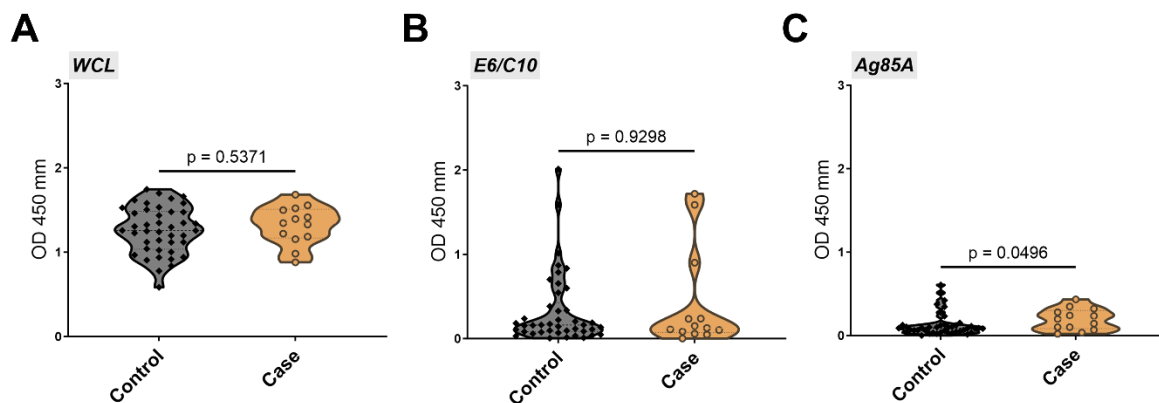 A
WCL
OD 450 mm
3
2
1
0
p = 0.5371
Control
Case
B
E6/C10
OD 450 mm
3
2
1
0
p = 0.9298
Control
Case
C
Ag85A
OD 450 mm
3
2
1
0
p = 0.0496
Control
Case